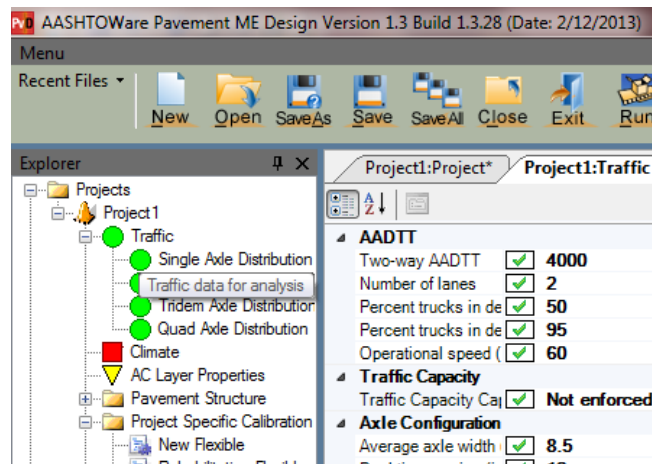 AASHTOWare Pavement ME Design Version 1.3 Build 1.3.28 (Date: 2/12/2013)
Menu
Recent Files
New Open SaveAs Save SaveAll Close Exit Run
Explorer
Projects
Project1
Traffic
Single Axle Distribution
Traffic data for analysis
Tridem Axle Distribution
Quad Axle Distribution
Climate
AC Layer Properties
Pavement Structure
Project Specific Calibration
New Flexible
Project1:Project* Project1:Traffic
AADTT
Two-way AADTT 4000
Number of lanes 2
Percent trucks in de 50
Percent trucks in de 95
Operational speed ( 60
Traffic Capacity
Traffic Capacity Cap Not enforced
Axle Configuration
Average axle width ( 8.5